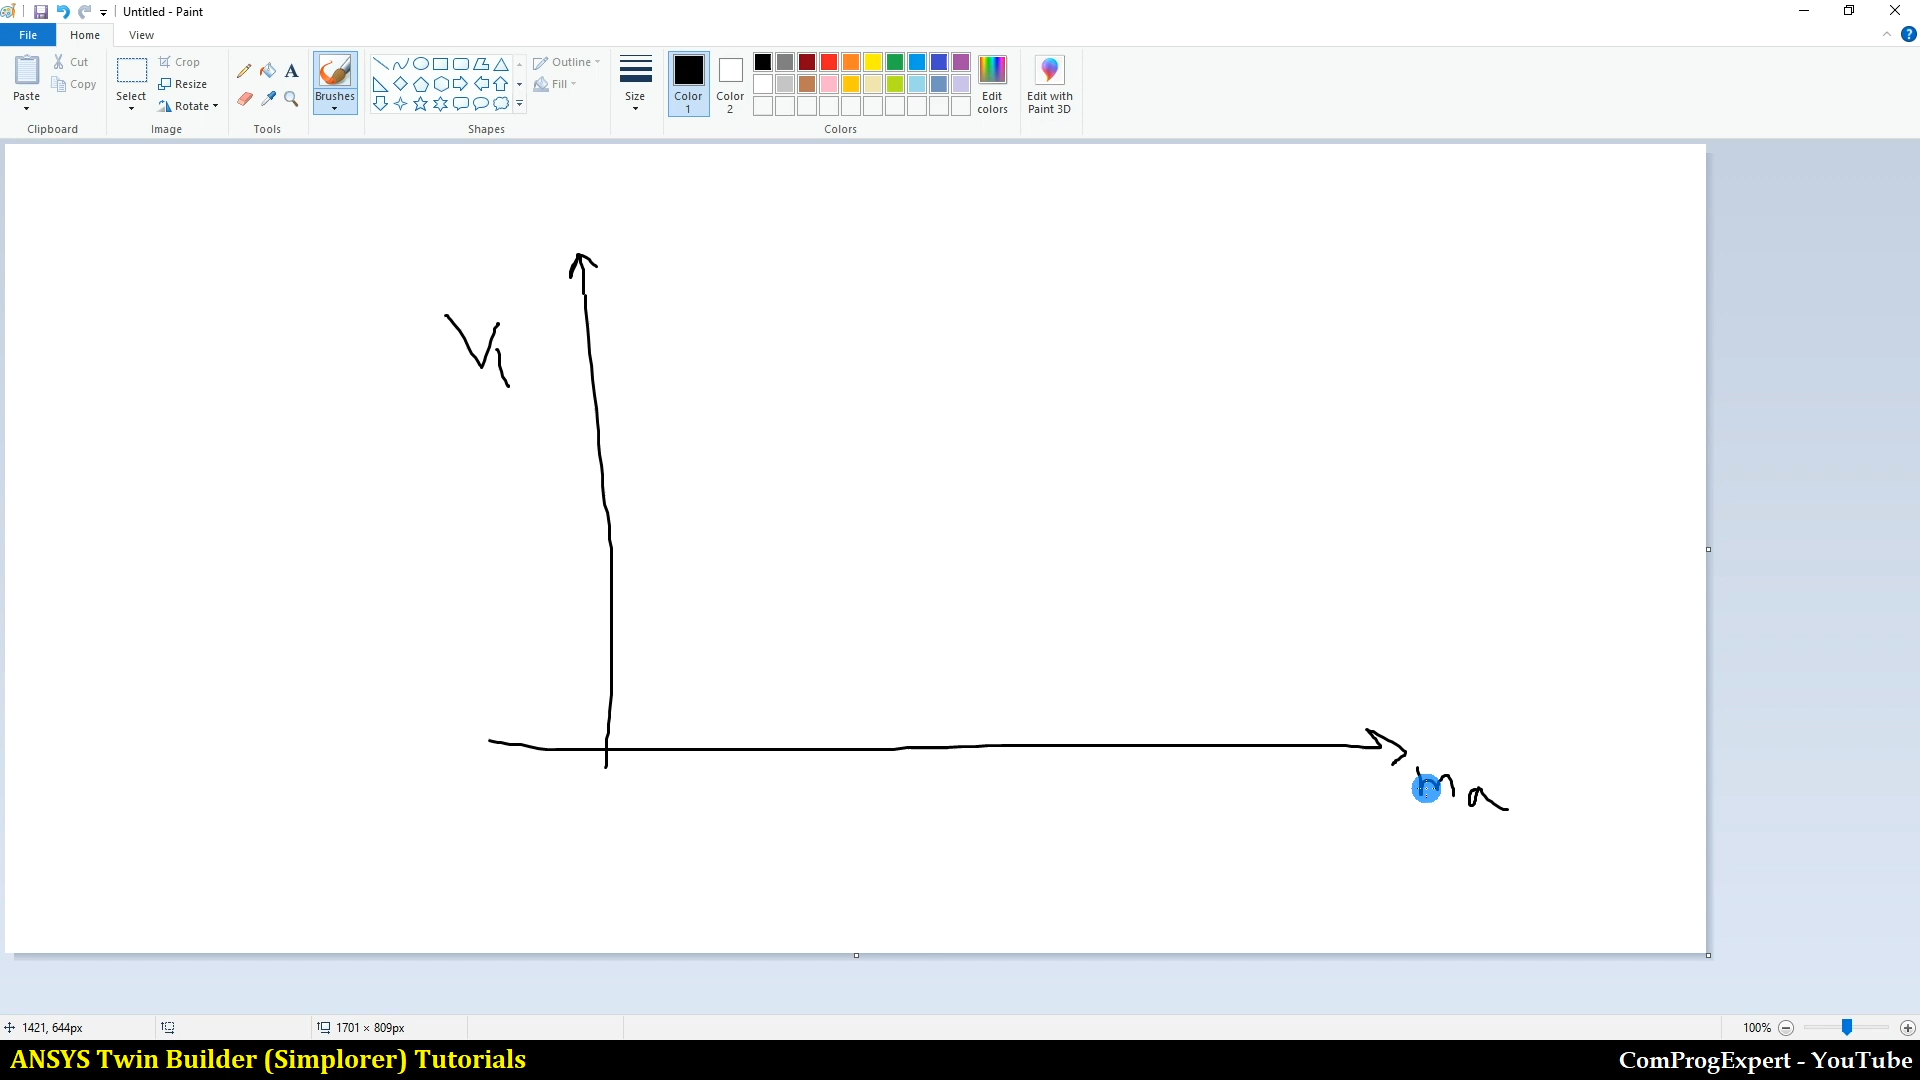 Untitled - Paint
File Home View
Paste
Cut
Copy
Clipboard
Select
Crop
Resize
Rotate
Image
A
Tools
Brushes
Outline
Fill
Shapes
Size
Color 1
Color 2
Edit colors
Colors
Edit with Paint 3D
?
V1
ma
1421, 644px
1701 × 809px
100%
ANSYS Twin Builder (Simplorer) Tutorials
ComProgExpert - YouTube